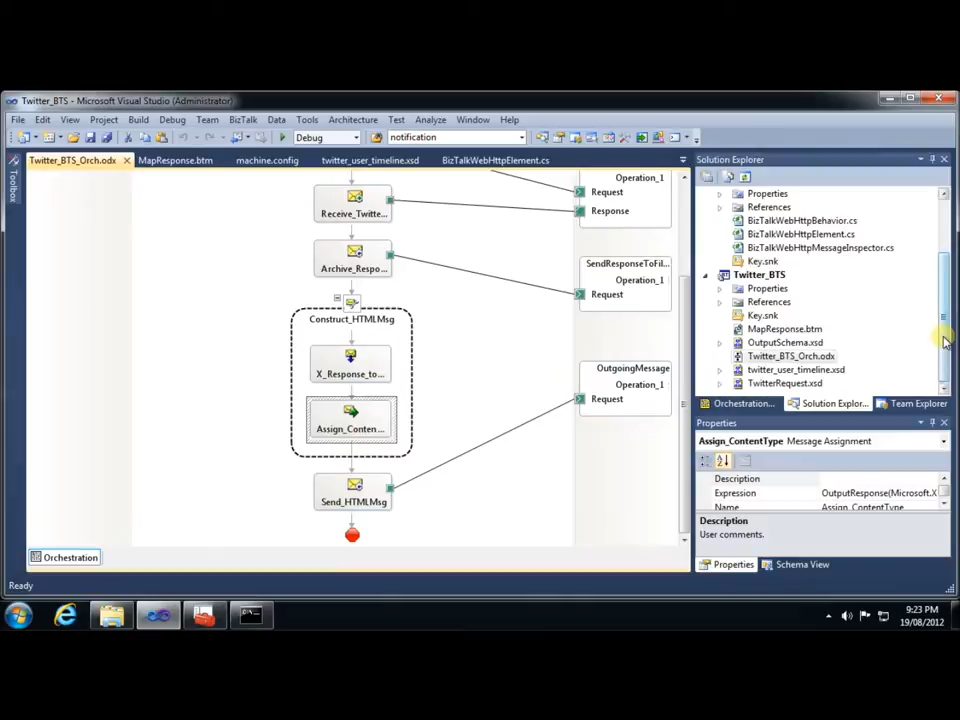 Twitter_BTS - Microsoft Visual Studio (Administrator)
File Edit View Project Build Debug Team BizTalk Data Tools Architecture Test Analyze Window Help
Debug notification
Twitter_BTS_Orch.odx MapResponse.btm machine.config twitter_user_timeline.xsd BizTalkWebHttpElement.cs
Toolbox
Receive_Twitte...
Archive_Respo...
Construct_HTMLMsg
X_Response_to...
Assign_Conten...
Send_HTMLMsg
Operation_1
Request
Response
SendResponseToFil...
Operation_1
Request
OutgoingMessage
Operation_1
Request
Orchestration
Solution Explorer
Properties
References
BizTalkWebHttpBehavior.cs
BizTalkWebHttpElement.cs
BizTalkWebHttpMessageInspector.cs
Key.snk
Twitter_BTS
Properties
References
Key.snk
MapResponse.btm
OutputSchema.xsd
Twitter_BTS_Orch.odx
twitter_user_timeline.xsd
TwitterRequest.xsd
Orchestration... Solution Explor... Team Explorer
Properties
Assign_ContentType Message Assignment
Description
Expression OutputResponse(Microsoft.X
Name Assign_ContentType
Description
User comments.
Properties Schema View
Ready
9:23 PM
19/08/2012